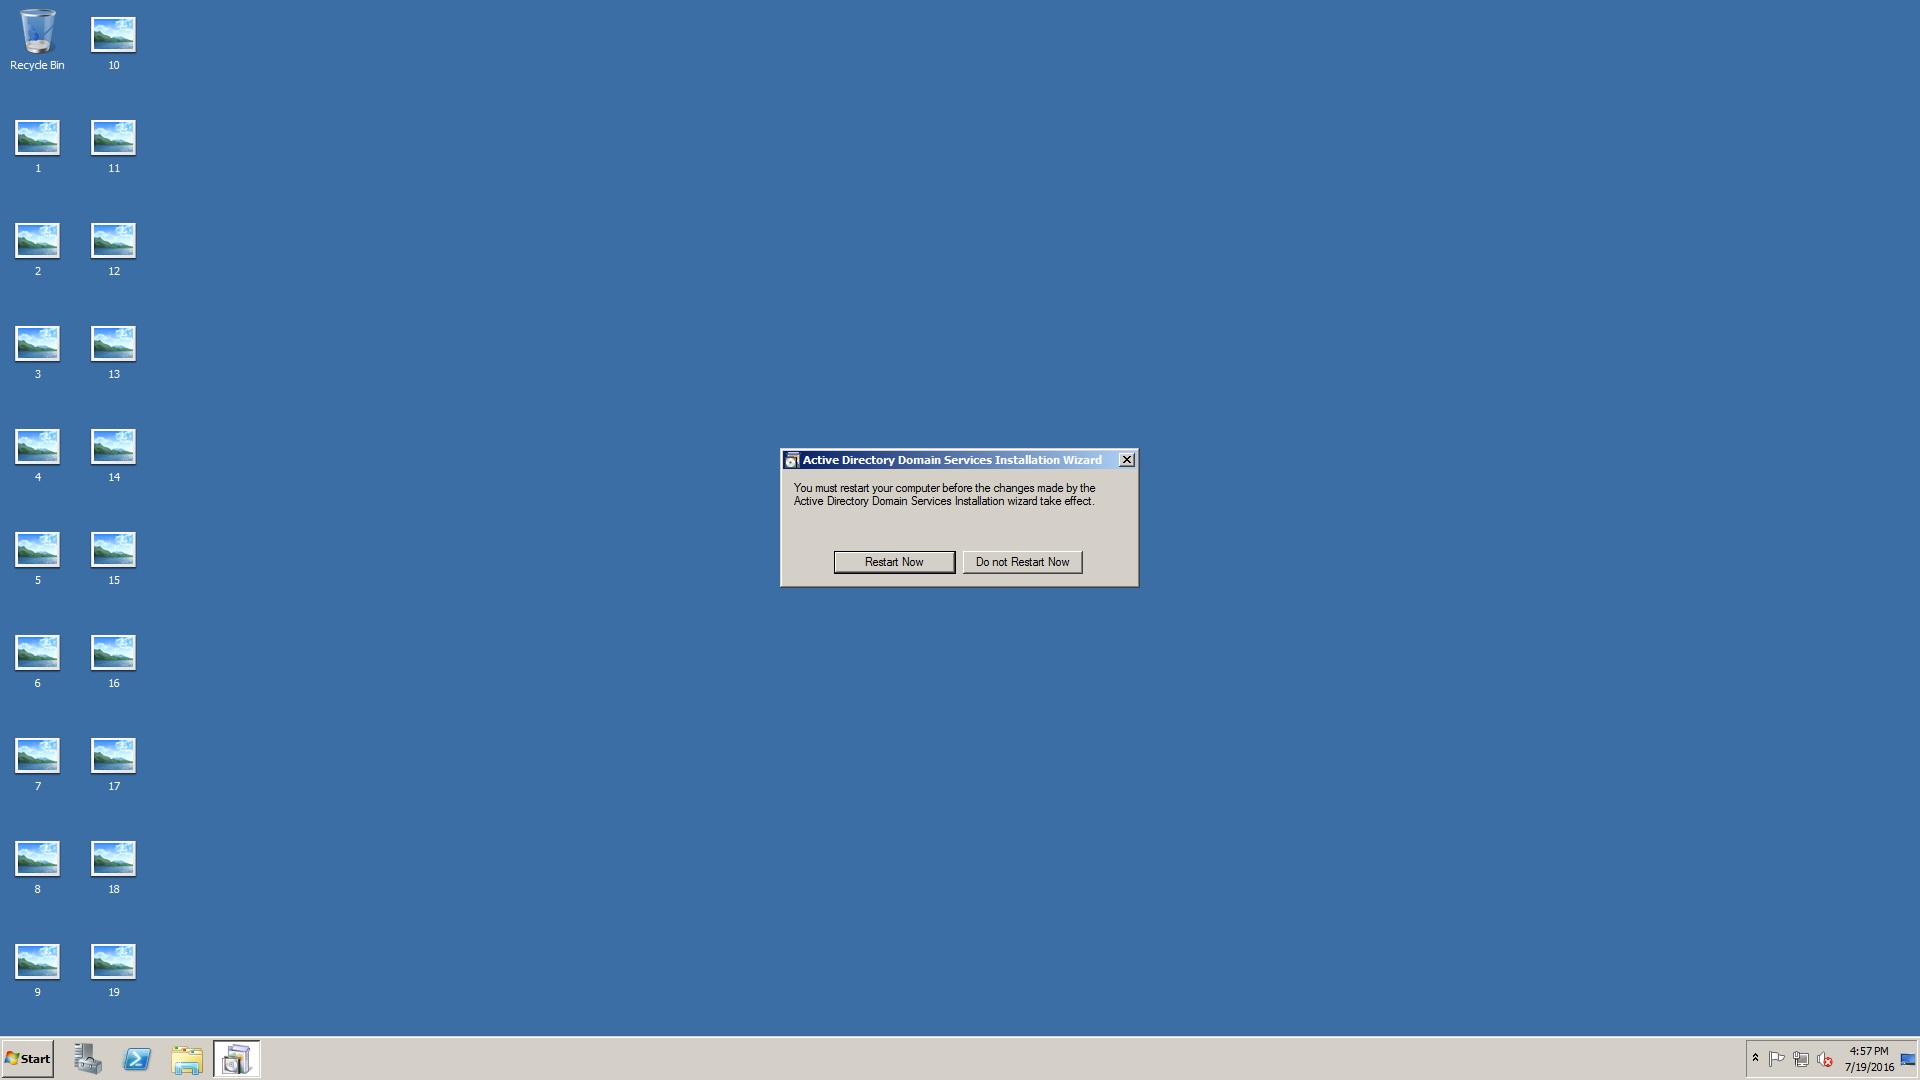 Recycle Bin
10
1
11
2
12
3
13
4
14
5
15
6
16
7
17
8
18
9
19
Active Directory Domain Services Installation Wizard
You must restart your computer before the changes made by the
Active Directory Domain Services Installation wizard take effect.
Restart Now
Do not Restart Now
Start
4:57 PM
7/19/2016